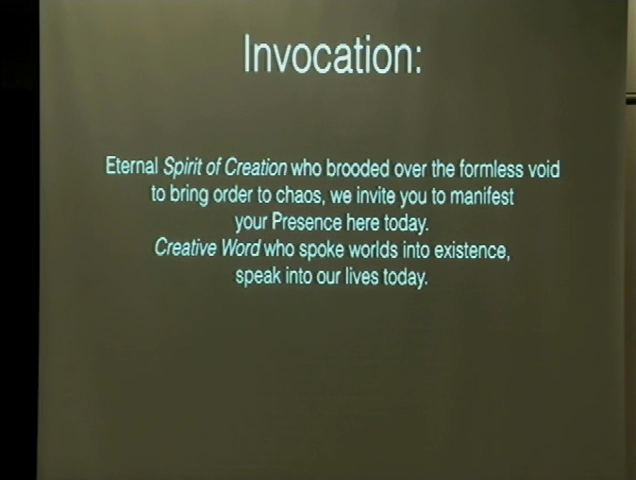 Invocation:
Eternal Spirit of Creation who brooded over the formless void
to bring order to chaos, we invite you to manifest
your Presence here today.
Creative Word who spoke worlds into existence,
speak into our lives today.